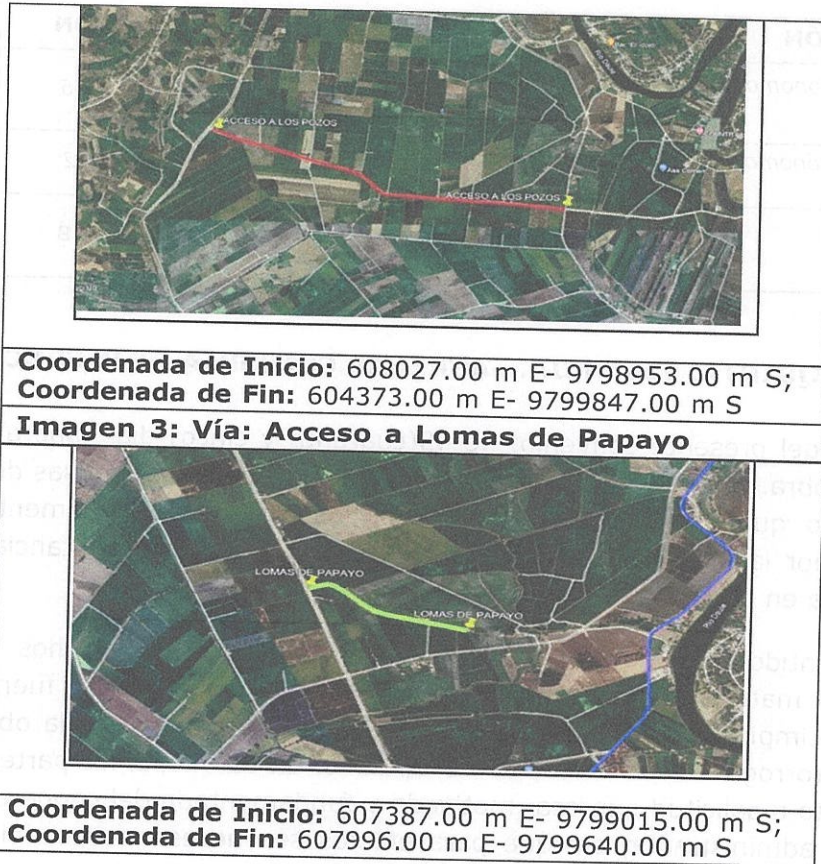 ACCESO A LOS POZOS
ACCESO A LOS POZOS
Coordenada de Inicio: 608027.00 m E- 9798953.00 m S;
Coordenada de Fin: 604373.00 m E- 9799847.00 m S
Imagen 3: Vía: Acceso a Lomas de Papayo
LOMAS DE PAPAYO
LOMAS DE PAPAYO
Coordenada de Inicio: 607387.00 m E- 9799015.00 m S;
Coordenada de Fin: 607996.00 m E- 9799640.00 m S